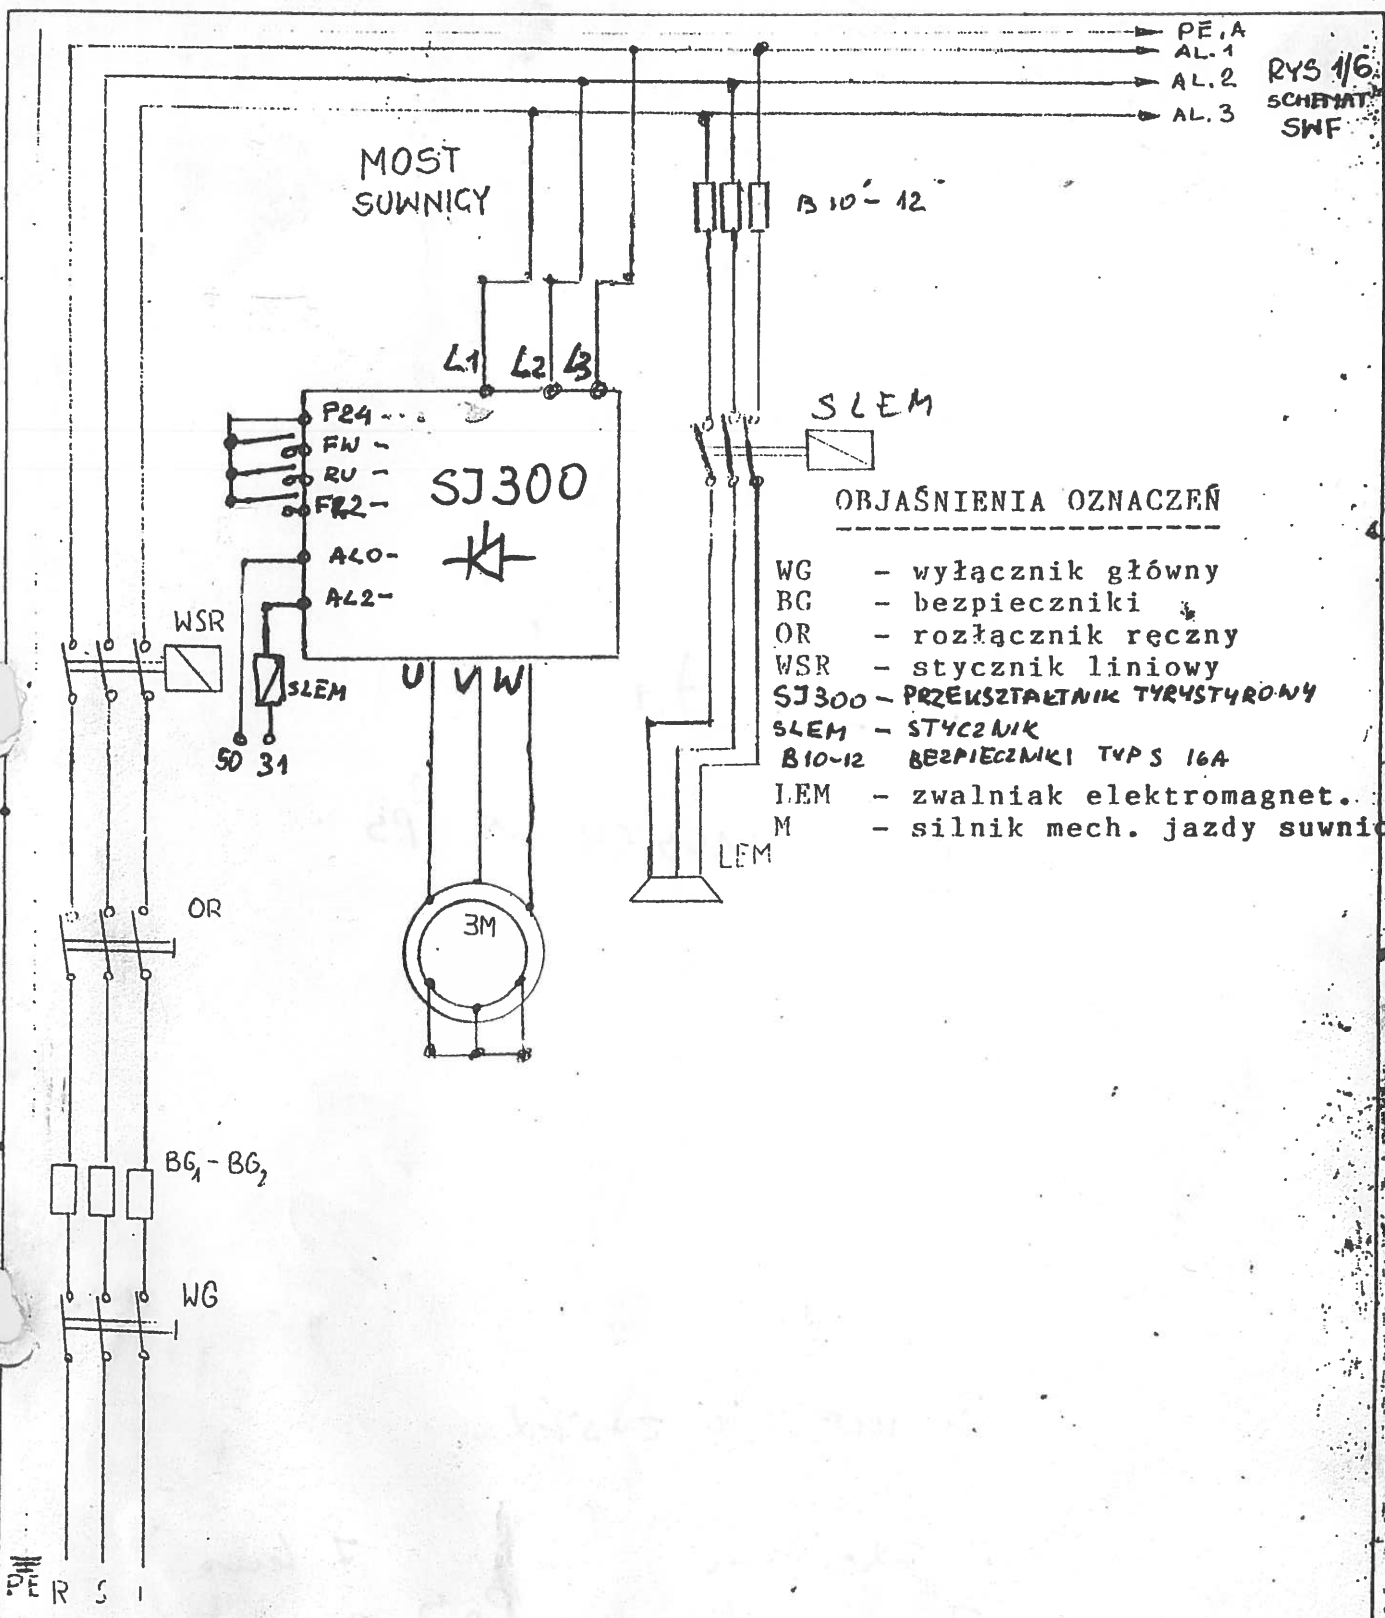 PE.A
AL.1
AL.2
AL.3
RYS 1/6
SCHEMAT
SWF
MOST
SUWNICY
B10-12
L1 L2 L3
P24
FW
RU
FR2
AL0
AL2
SJ300
SLEM
WSR
SLEM
50 31
U V W
OBJAŚNIENIA OZNACZEŃ
WG - wyłącznik główny
BG - bezpieczniki
OR - rozłącznik ręczny
WSR - stycznik liniowy
SJ300 - PRZEKSZTAŁTNIK TYRYSTYROWY
SLEM - STYCZNIK
B10-12 BEZPIECZNIKI TYP S 16A
LEM - zwalniak elektromagnet.
M - silnik mech. jazdy suwnic
LEM
OR
3M
BG1 - BG2
WG
PE R S